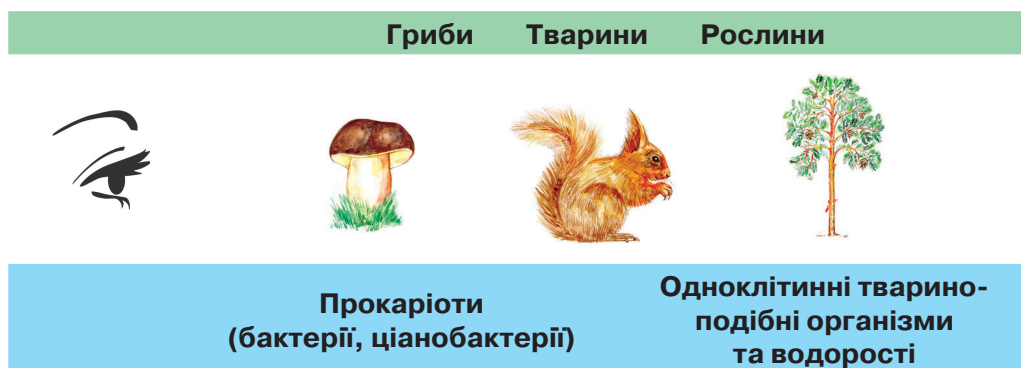 Гриби Тварини Рослини
Прокаріоти
(бактерії, ціанобактерії)
Одноклітинні тварино-
подібні організми
та водорості